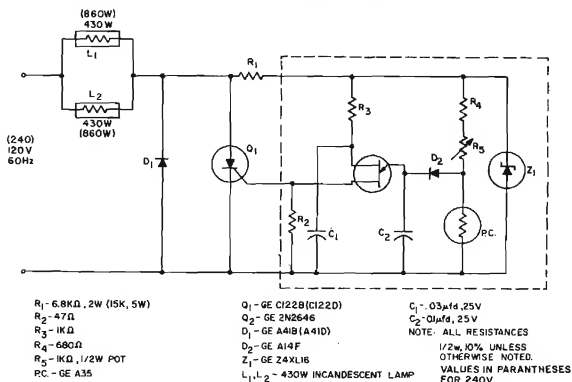 (860W)
430W
L1
L2
430W
(860W)
R1
R3
R4
R5
(240)
120V
60Hz
D1
Q1
D2
Z1
R2
C1
C2
P.C.
R1-6.8KΩ, 2W (15K, 5W)
R2-47Ω
R3-1KΩ
R4-680Ω
R5-1KΩ, 1/2W POT
P.C.- GE A35
Q1-GE C122B(C122D)
Q2-GE 2N2646
D1-GE A41B(A41D)
D2-GE A14F
Z1-GE Z4XL16
L1,L2-430W INCANDESCENT LAMP
C1-.03μfd, 25V
C2-.01μfd, 25V
NOTE: ALL RESISTANCES
1/2W, 10% UNLESS
OTHERWISE NOTED.
VALUES IN PARANTHESES
FOR 240V